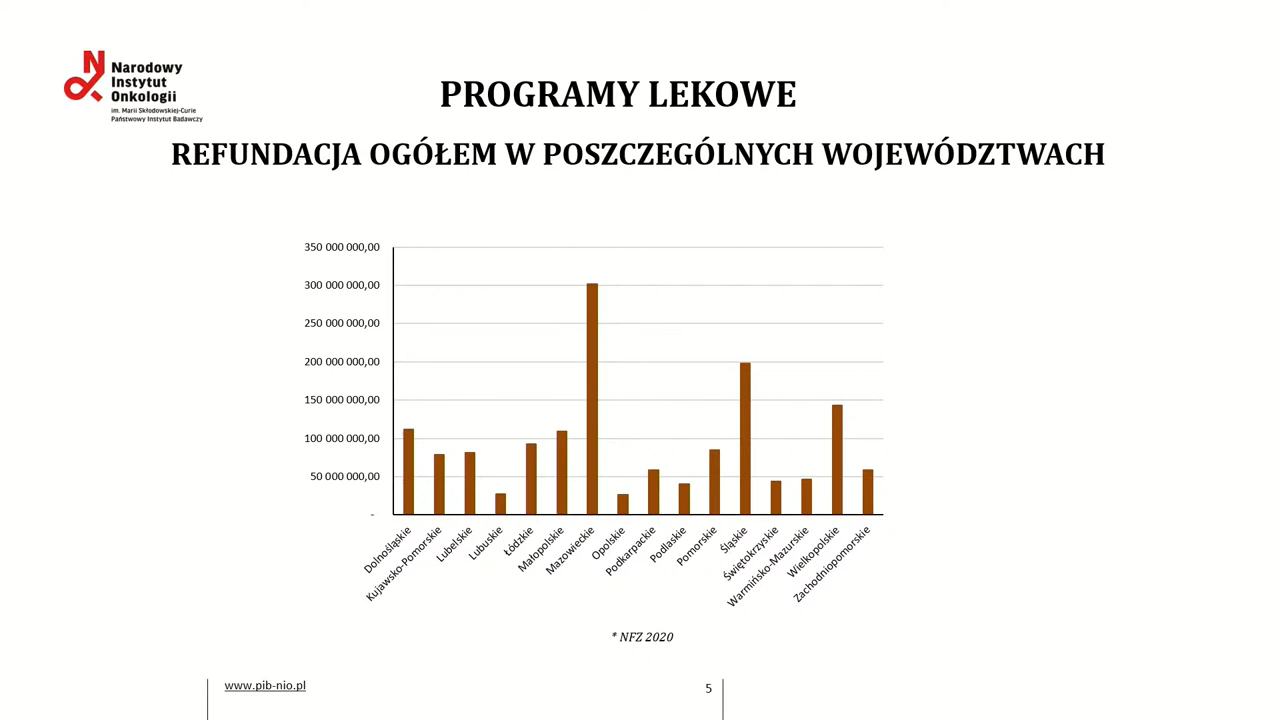 Narodowy
Instytut
Onkologii
im. Marii Skłodowskiej-Curie
Państwowy Instytut Badawczy
PROGRAMY LEKOWE
REFUNDACJA OGÓŁEM W POSZCZEGÓLNYCH WOJEWÓDZTWACH
350 000 000,00
300 000 000,00
250 000 000,00
200 000 000,00
150 000 000,00
100 000 000,00
50 000 000,00
-
Dolnośląskie
Kujawsko-Pomorskie
Lubelskie
Lubuskie
Łódzkie
Małopolskie
Mazowieckie
Opolskie
Podkarpackie
Podlaskie
Pomorskie
Śląskie
Świętokrzyskie
Warmińsko-Mazurskie
Wielkopolskie
Zachodniopomorskie
* NFZ 2020
www.pib-nio.pl
5